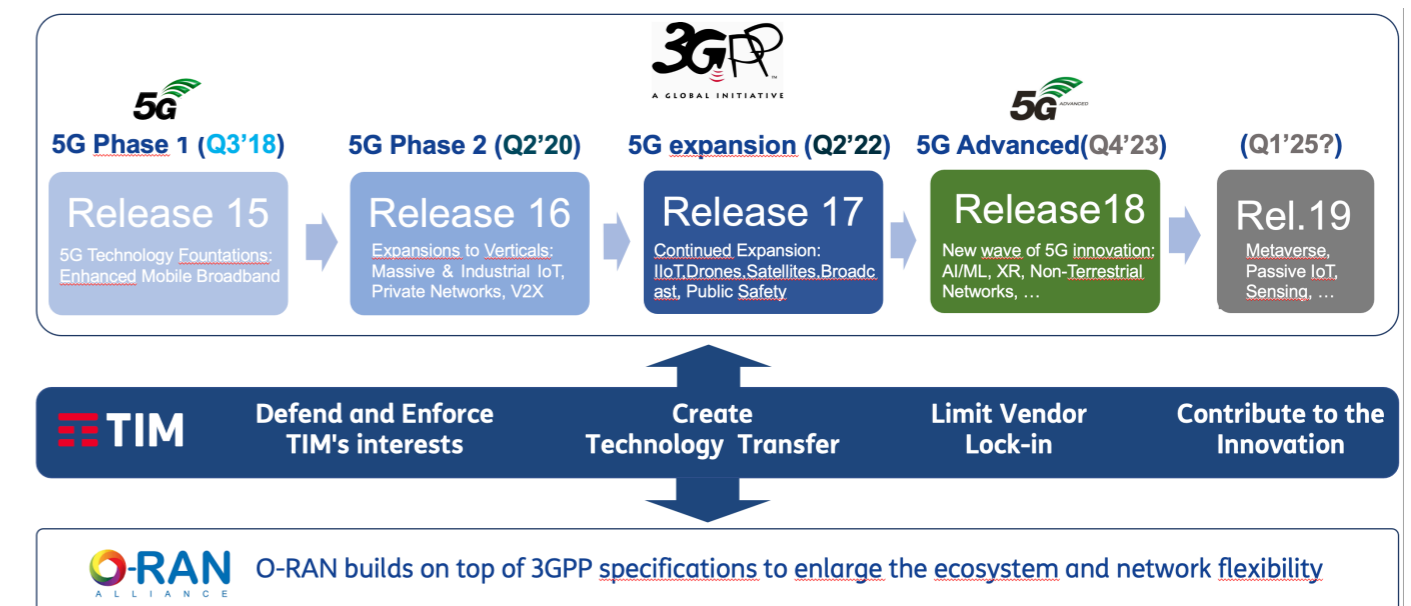 3GPP
™
A GLOBAL INITIATIVE
5G
5G ADVANCED
5G Phase 1 (Q3’18)
5G Phase 2 (Q2’20)
5G expansion (Q2’22)
5G Advanced(Q4’23)
(Q1’25?)
Release 15
5G Technology Fountations:
Enhanced Mobile Broadband
Release 16
Expansions to Verticals:
Massive & Industrial IoT,
Private Networks, V2X
Release 17
Continued Expansion:
IIoT,Drones,Satellites,Broadc
ast, Public Safety
Release18
New wave of 5G innovation:
AI/ML, XR, Non-Terrestrial
Networks, …
Rel.19
Metaverse,
Passive IoT,
Sensing, …
TIM
Defend and Enforce
TIM's interests
Create
Technology Transfer
Limit Vendor
Lock-in
Contribute to the
Innovation
O-RAN
ALLIANCE
O-RAN builds on top of 3GPP specifications to enlarge the ecosystem and network flexibility